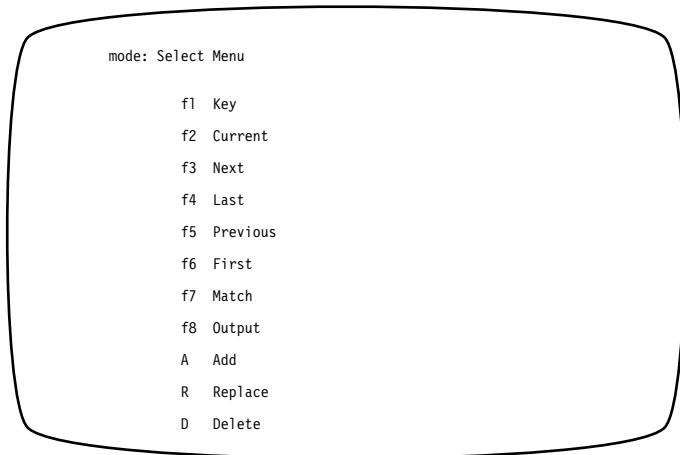 mode: Select Menu
f1 Key
f2 Current
f3 Next
f4 Last
f5 Previous
f6 First
f7 Match
f8 Output
A Add
R Replace
D Delete